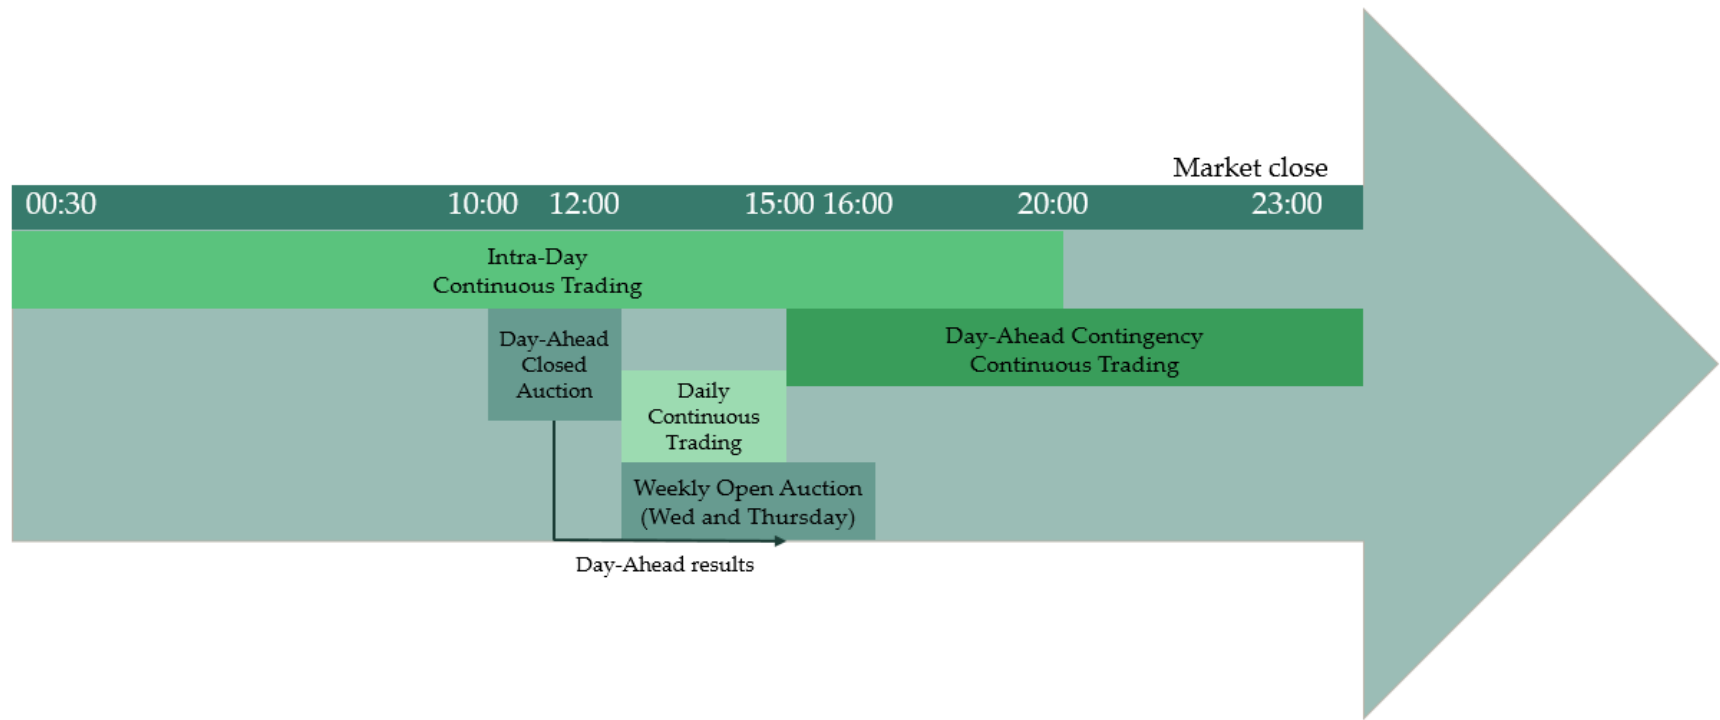 Market close
00:30 10:00 12:00 15:00 16:00 20:00 23:00
Intra-Day
Continuous Trading
Day-Ahead
Closed
Auction
Day-Ahead Contingency
Continuous Trading
Daily
Continuous
Trading
Weekly Open Auction
(Wed and Thursday)
Day-Ahead results